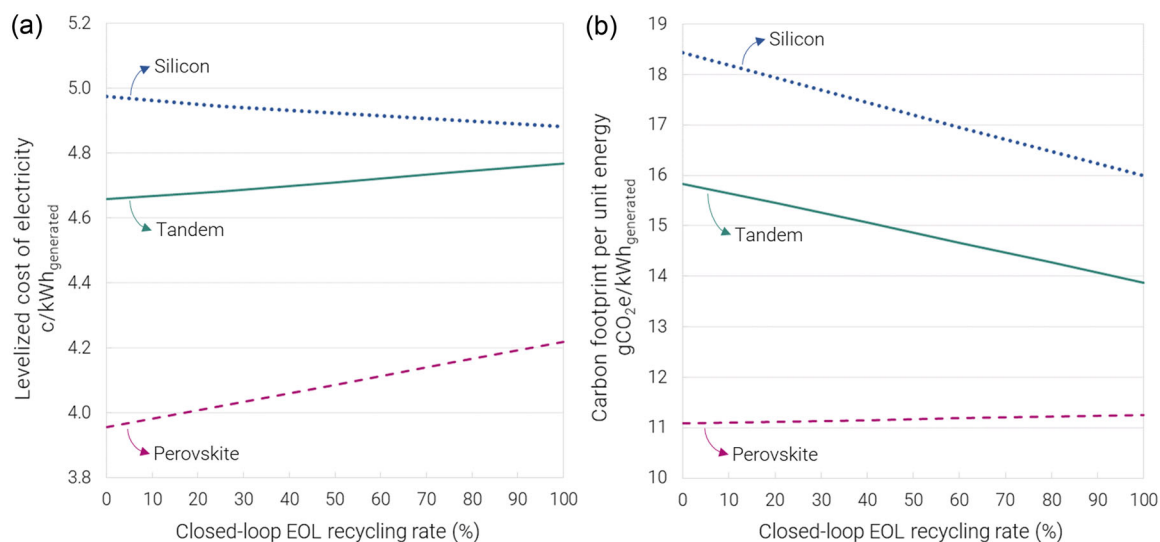 (a)
Levelized cost of electricity
c/kWhgenerated
5.2
5.0
4.8
4.6
4.4
4.2
4.0
3.8
Silicon
Tandem
Perovskite
0 10 20 30 40 50 60 70 80 90 100
Closed-loop EOL recycling rate (%)
(b)
Carbon footprint per unit energy
gCO2e/kWhgenerated
19
18
17
16
15
14
13
12
11
10
Silicon
Tandem
Perovskite
0 10 20 30 40 50 60 70 80 90 100
Closed-loop EOL recycling rate (%)